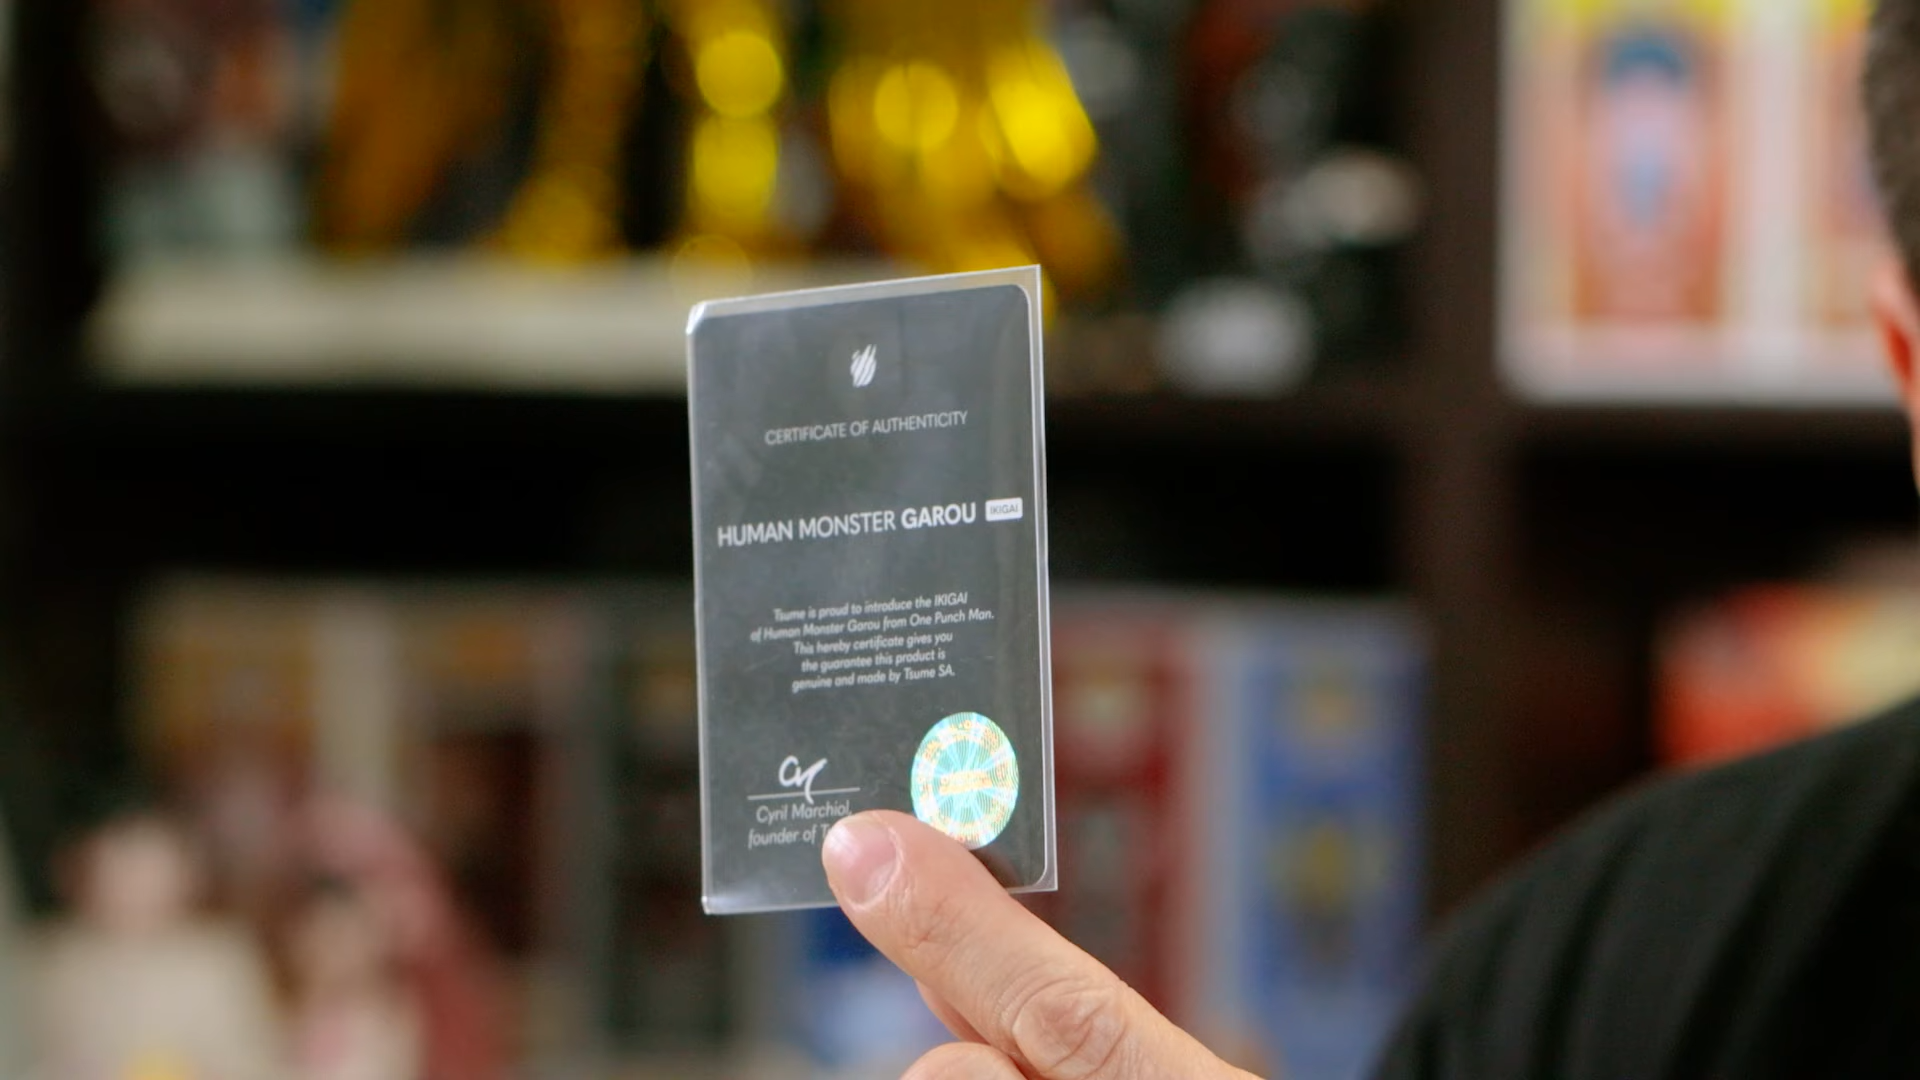 CERTIFICATE OF AUTHENTICITY
HUMAN MONSTER GAROU IKIGAI
Tsume is proud to introduce the IKIGAI
of Human Monster Garou from One Punch Man.
This hereby certificate gives you
the guarantee this product is
genuine and made by Tsume SA.
Cyril Marchiol,
founder of